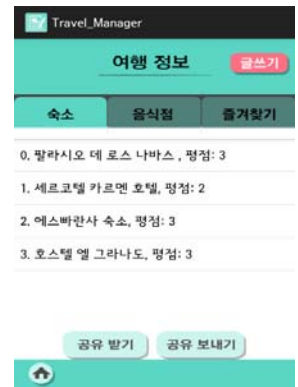 Travel_Manager
여행 정보
글쓰기
숙소
음식점
즐겨찾기
0. 팔라시오 데 로스 나바스 , 평점: 3
1. 세르코텔 카르멘 호텔, 평점: 2
2. 에스빠란사 숙소, 평점: 3
3. 호스텔 엘 그라나도, 평점: 3
공유 받기
공유 보내기